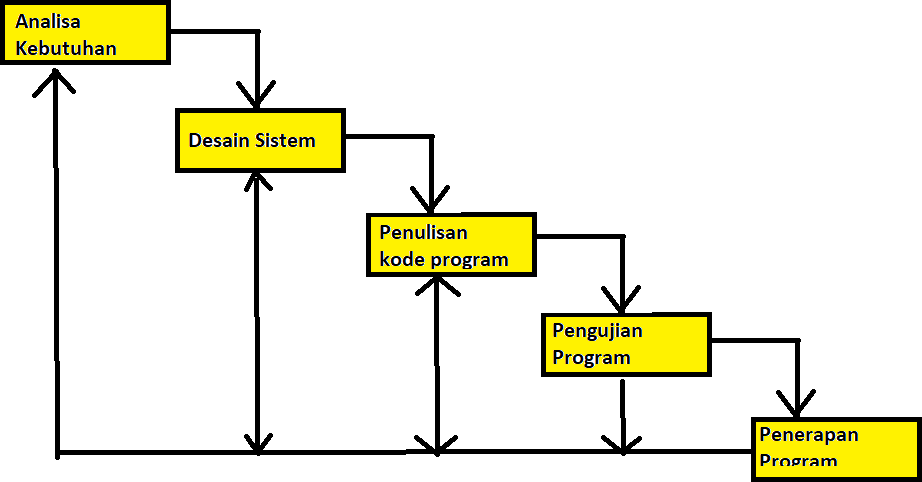 Analisa
Kebutuhan
Desain Sistem
Penulisan
kode program
Pengujian
Program
Penerapan
Program